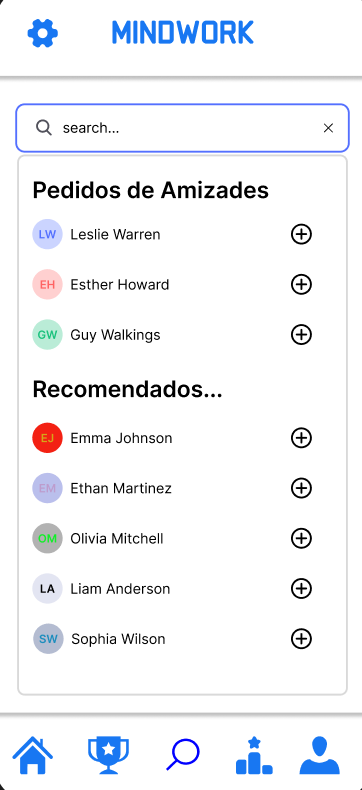 MINDWORK
search...
Pedidos de Amizades
LW Leslie Warren
EH Esther Howard
GW Guy Walkings
Recomendados...
EJ Emma Johnson
EM Ethan Martinez
OM Olivia Mitchell
LA Liam Anderson
SW Sophia Wilson